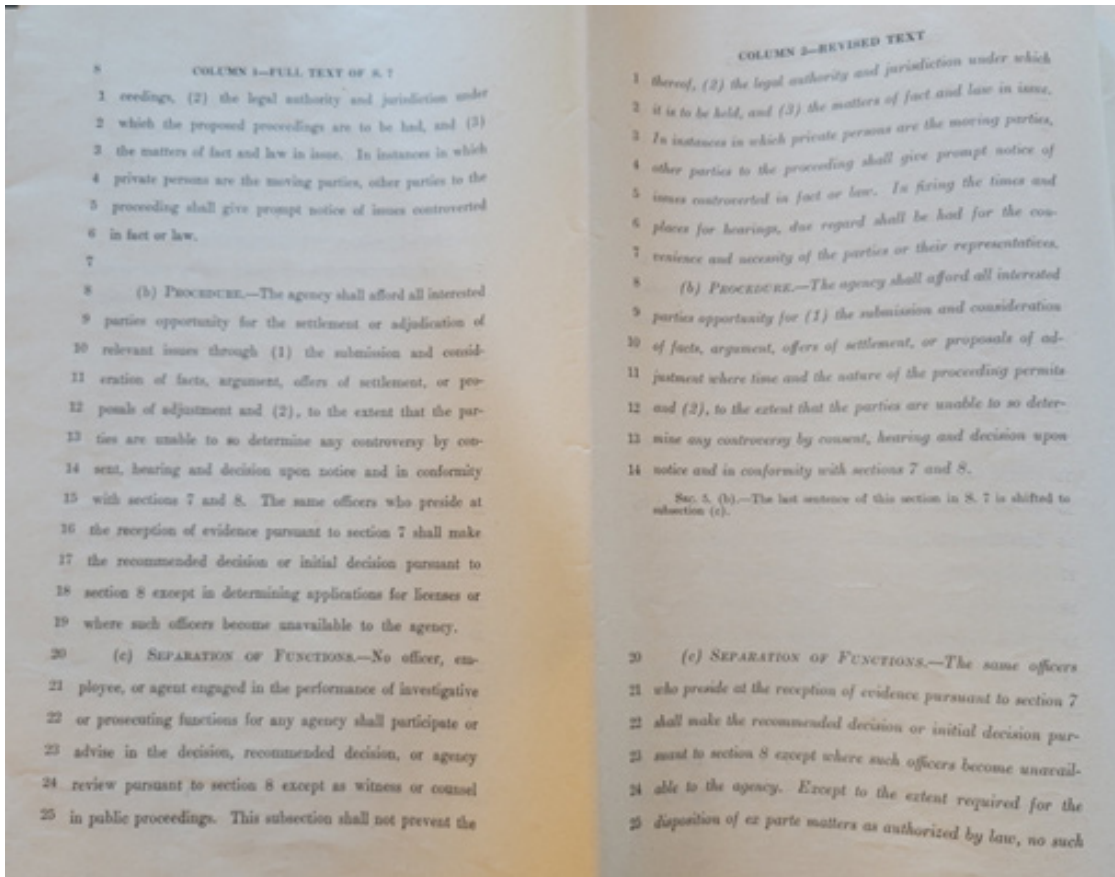 8 COLUMN 1—FULL TEXT OF S. 7
1 ceedings, (2) the legal authority and jurisdiction under
2 which the proposed proceedings are to be had, and (3)
3 the matters of fact and law in issue. In instances in which
4 private persons are the moving parties, other parties to the
5 proceeding shall give prompt notice of issues controverted
6 in fact or law.
7
8 (b) PROCEDURE.—The agency shall afford all interested
9 parties opportunity for the settlement or adjudication of
10 relevant issues through (1) the submission and consid-
11 eration of facts, argument, offers of settlement, or pro-
12 posals of adjustment and (2), to the extent that the par-
13 ties are unable to so determine any controversy by con-
14 sent, hearing and decision upon notice and in conformity
15 with sections 7 and 8. The same officers who preside at
16 the reception of evidence pursuant to section 7 shall make
17 the recommended decision or initial decision pursuant to
18 section 8 except in determining applications for licenses or
19 where such officers become unavailable to the agency.
20 (c) SEPARATION OF FUNCTIONS.—No officer, em-
21 ployee, or agent engaged in the performance of investigative
22 or prosecuting functions for any agency shall participate or
23 advise in the decision, recommended decision, or agency
24 review pursuant to section 8 except as witness or counsel
25 in public proceedings. This subsection shall not prevent the
COLUMN 2—REVISED TEXT
1 thereof, (2) the legal authority and jurisdiction under which
2 it is to be held, and (3) the matters of fact and law in issue.
3 In instances in which private persons are the moving parties,
4 other parties to the proceeding shall give prompt notice of
5 issues controverted in fact or law. In fixing the times and
6 places for hearings, due regard shall be had for the con-
7 venience and necessity of the parties or their representatives.
8 (b) PROCEDURE.—The agency shall afford all interested
9 parties opportunity for (1) the submission and consideration
10 of facts, argument, offers of settlement, or proposals of ad-
11 justment where time and the nature of the proceeding permits
12 and (2), to the extent that the parties are unable to so deter-
13 mine any controversy by consent, hearing and decision upon
14 notice and in conformity with sections 7 and 8.
SEC. 5. (b).—The last sentence of this section in S. 7 is shifted to
subsection (c).
20 (c) SEPARATION OF FUNCTIONS.—The same officers
21 who preside at the reception of evidence pursuant to section 7
22 shall make the recommended decision or initial decision pur-
23 suant to section 8 except where such officers become unavail-
24 able to the agency. Except to the extent required for the
25 disposition of ex parte matters as authorized by law, no such